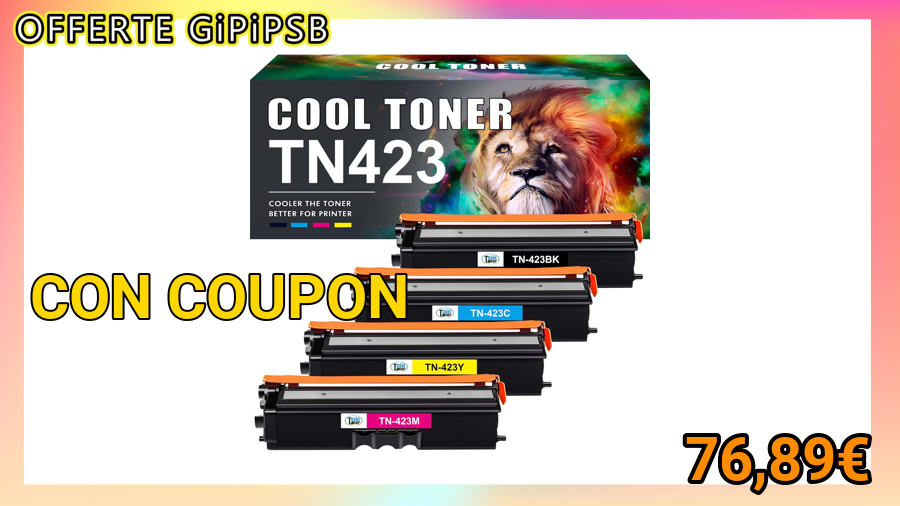 OFFERTE GiPiPSB
COOL TONER
COOL TONER
TN423
COOLER THE TONER
BETTER FOR PRINTER
TN-423BK
CON COUPON
TN-423C
TN-423Y
TN-423M
76,89€